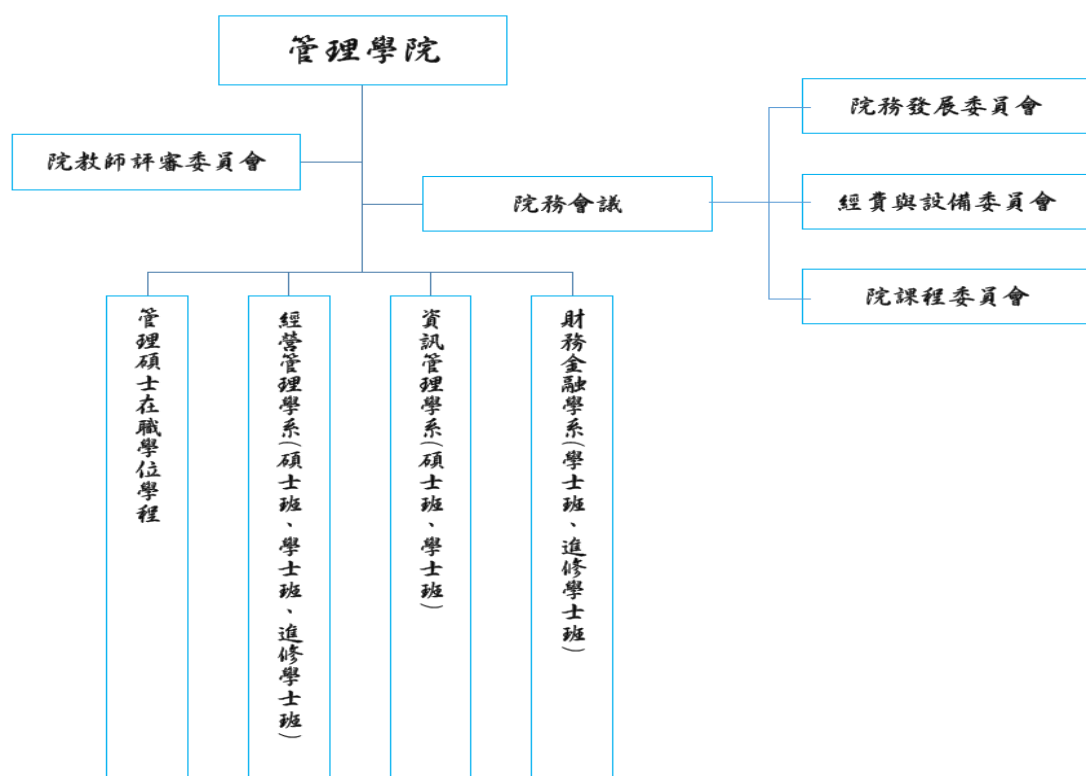 管理學院
院教師評審委員會
院務會議
院務發展委員會
經費與設備委員會
院課程委員會
管理碩士在職學位學程
經營管理學系(碩士班、學士班、進修學士班)
資訊管理學系(碩士班、學士班)
財務金融學系(學士班、進修學士班)